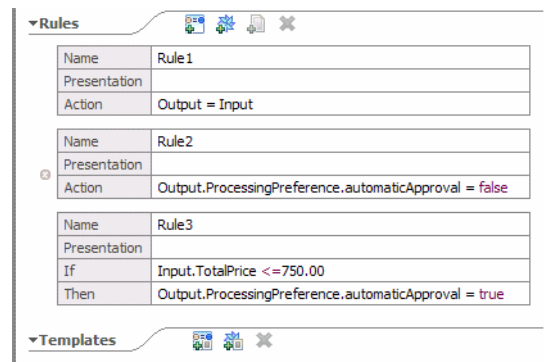 Rules
Name Rule1
Presentation
Action Output = Input
Name Rule2
Presentation
Action Output.ProcessingPreference.automaticApproval = false
Name Rule3
Presentation
If Input.TotalPrice <=750.00
Then Output.ProcessingPreference.automaticApproval = true
Templates